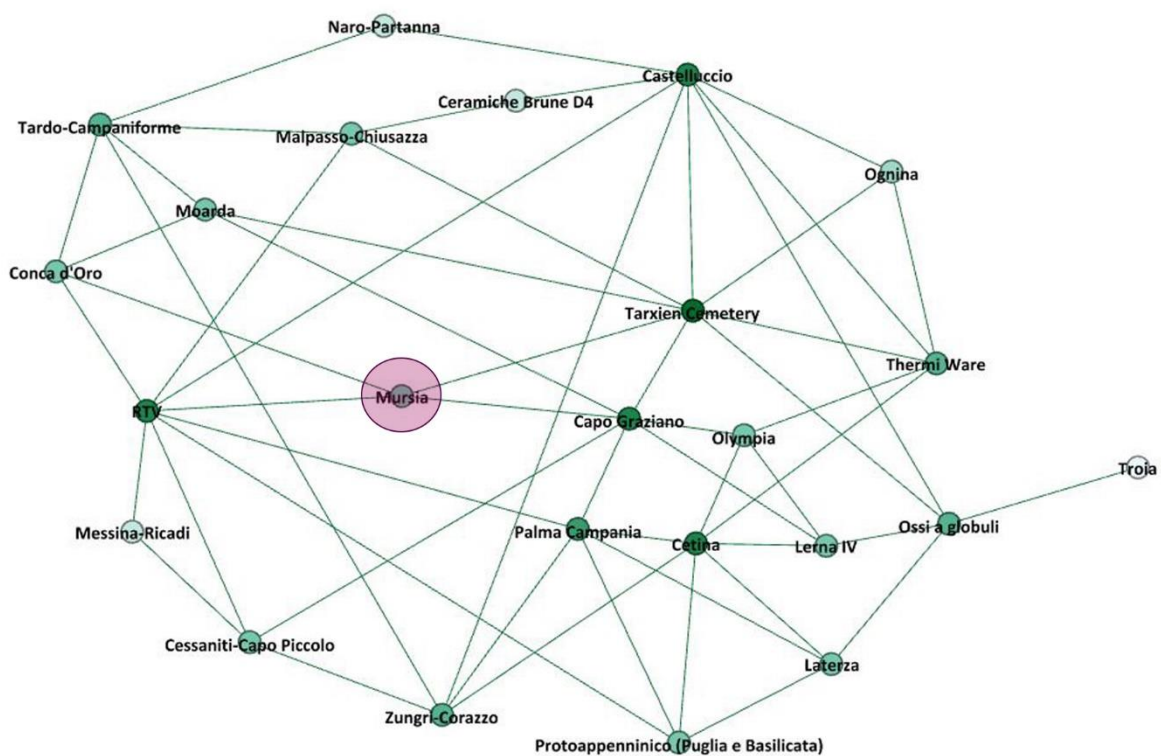 Naro-Partanna
Castelluccio
Ceramiche Brune D4
Tardo-Campaniforme
Malpasso-Chiusazza
Ognina
Moarda
Conca d'Oro
Tarxien Cemetery
Thermi Ware
Mursia
RTV
Capo Graziano
Olympia
Troia
Messina-Ricadi
Palma Campania
Cetina
Lerna IV
Ossi a globuli
Cessaniti-Capo Piccolo
Laterza
Zungri-Corazzo
Protoappenninico (Puglia e Basilicata)